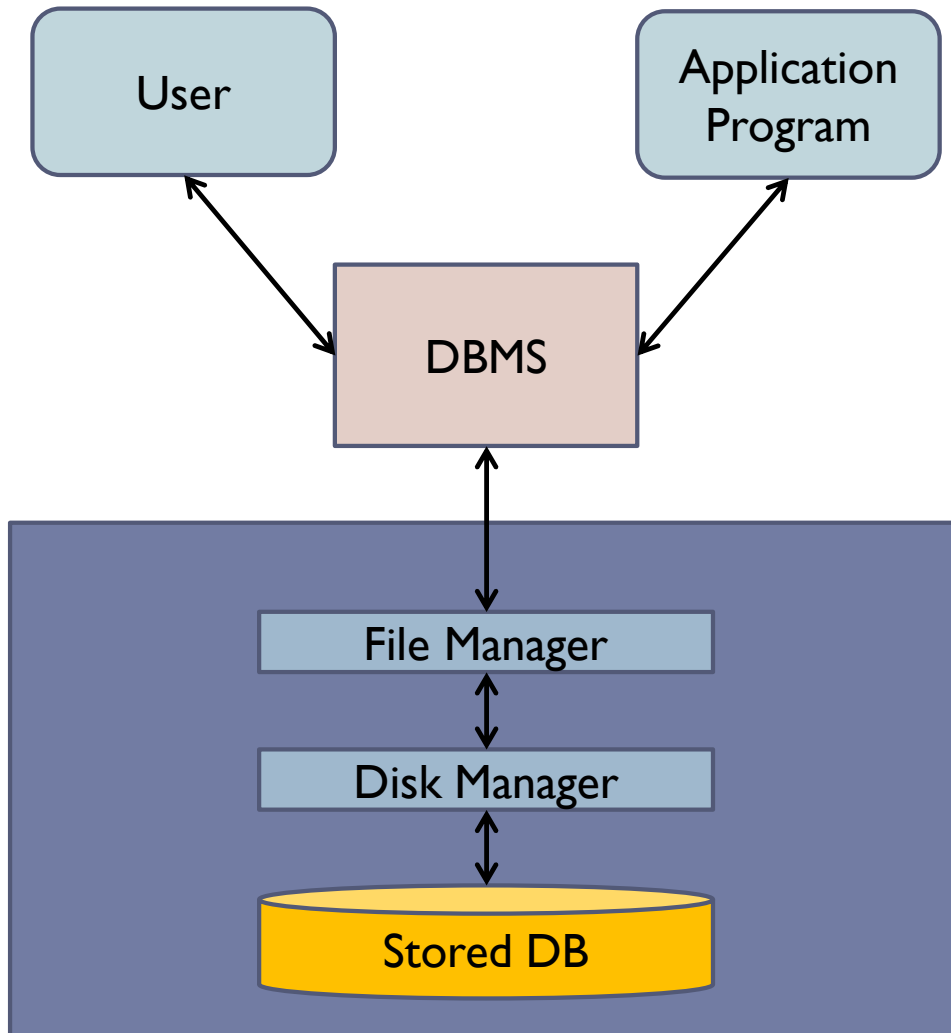 User
Application
Program
DBMS
File Manager
Disk Manager
Stored DB